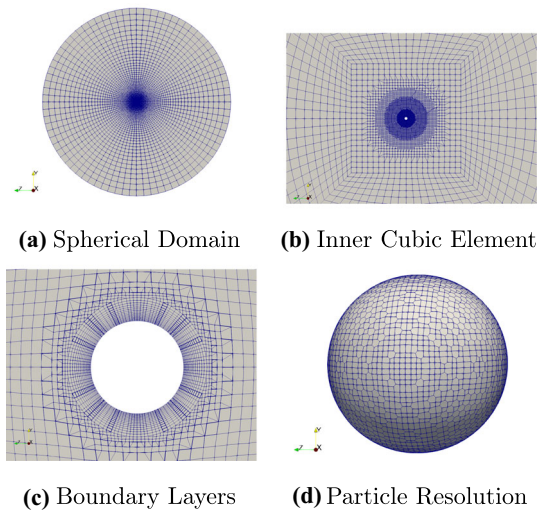 (a) Spherical Domain
(b) Inner Cubic Element
(c) Boundary Layers
(d) Particle Resolution